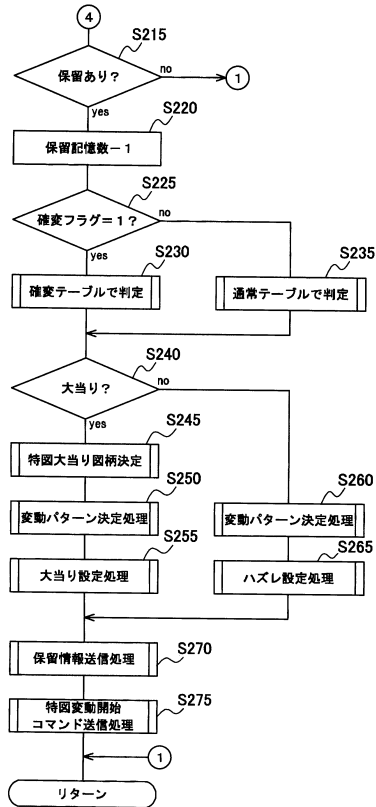 4
S215
保留あり？
no
1
yes
S220
保留記憶数－1
S225
確変フラグ＝1？
no
yes
S230
確変テーブルで判定
S235
通常テーブルで判定
S240
大当り？
no
yes
S245
特図大当り図柄決定
S250
変動パターン決定処理
S260
変動パターン決定処理
S255
大当り設定処理
S265
ハズレ設定処理
S270
保留情報送信処理
S275
特図変動開始
コマンド送信処理
1
リターン